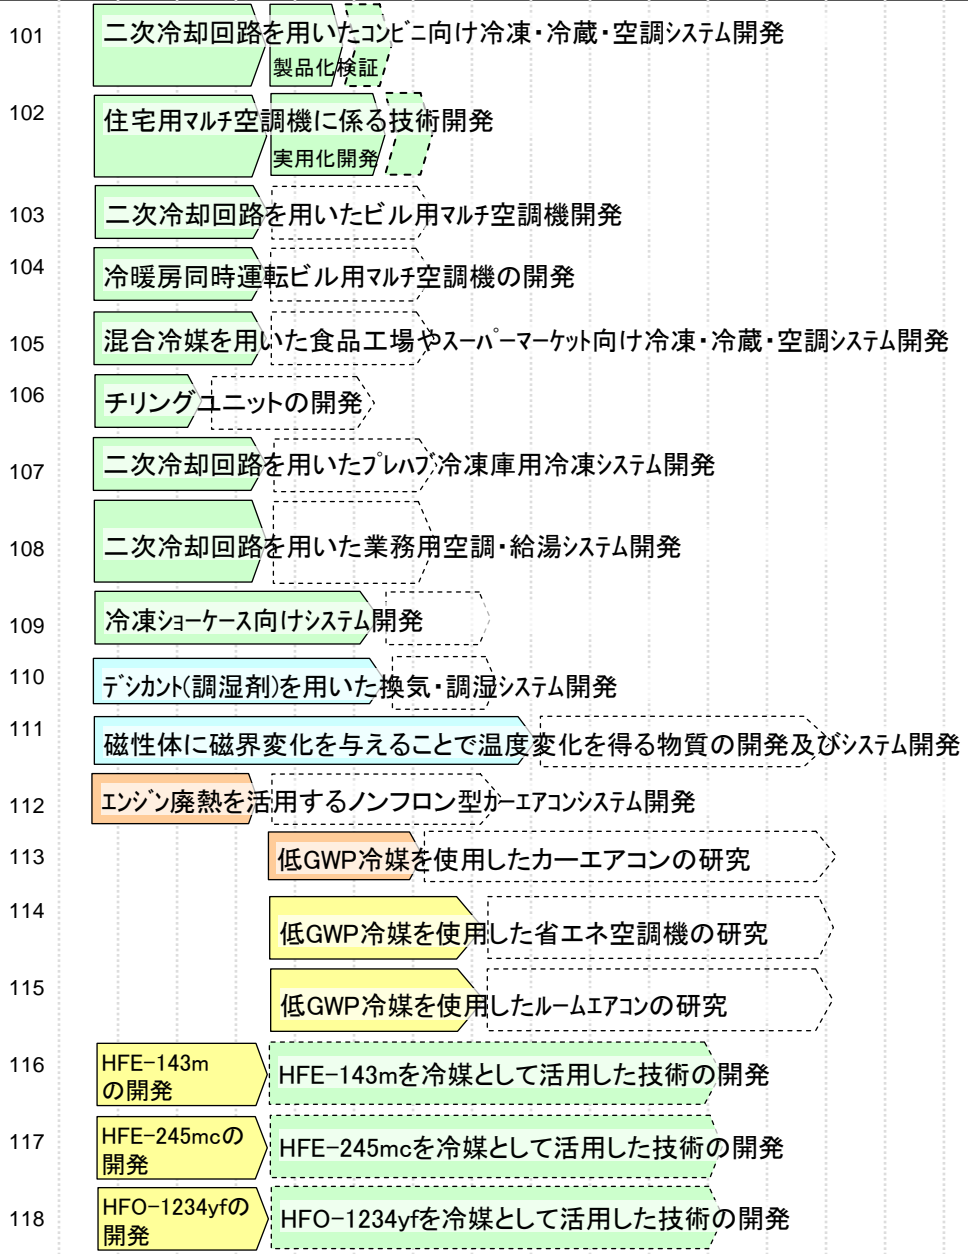 101
二次冷却回路を用いたコンビニ向け冷凍・冷蔵・空調システム開発
製品化検証
102
住宅用マルチ空調機に係る技術開発
実用化開発
103
二次冷却回路を用いたビル用マルチ空調機開発
104
冷暖房同時運転ビル用マルチ空調機の開発
105
混合冷媒を用いた食品工場やスーパーマーケット向け冷凍・冷蔵・空調システム開発
106
チリングユニットの開発
107
二次冷却回路を用いたプレハブ冷凍庫用冷凍システム開発
108
二次冷却回路を用いた業務用空調・給湯システム開発
109
冷凍ショーケース向けシステム開発
110
デシカント(調湿剤)を用いた換気・調湿システム開発
111
磁性体に磁界変化を与えることで温度変化を得る物質の開発及びシステム開発
112
エンジン廃熱を活用するノンフロン型カーエアコンシステム開発
113
低GWP冷媒を使用したカーエアコンの研究
114
低GWP冷媒を使用した省エネ空調機の研究
115
低GWP冷媒を使用したルームエアコンの研究
116
HFE-143m
の開発
HFE-143mを冷媒として活用した技術の開発
117
HFE-245mcの
開発
HFE-245mcを冷媒として活用した技術の開発
118
HFO-1234yfの
開発
HFO-1234yfを冷媒として活用した技術の開発